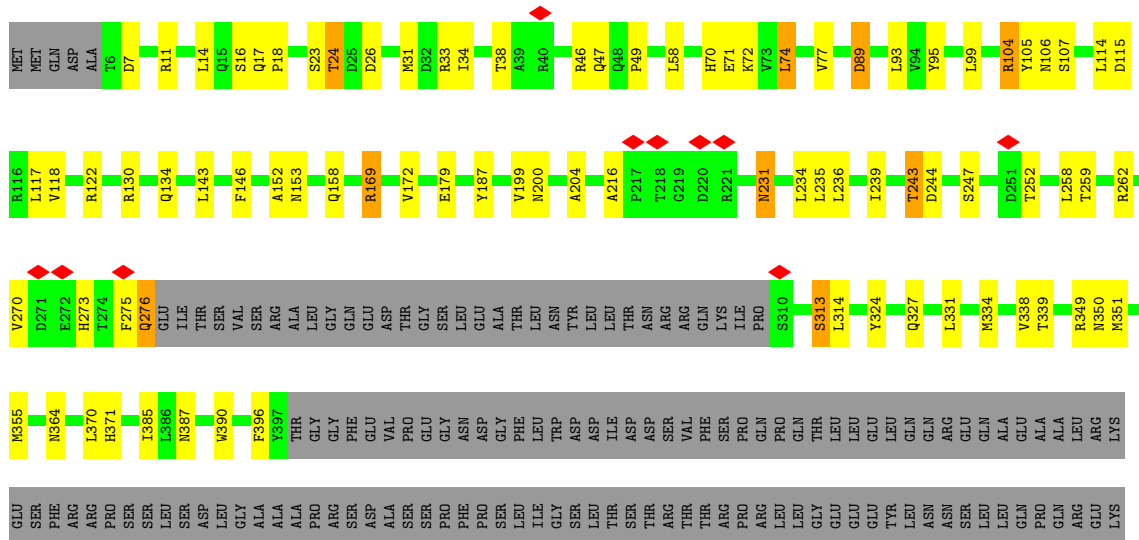 MET MET GLN ASP ALA T6 D7 R11 L14 Q15 S16 Q17 P18 S23 T24 D25 D26 M31 D32 R33 I34 T38 A39 R40 R46 Q47 Q48 P49 L58 H70 E71 K72 V73 L74 V77 D89 L93 V94 Y95 L99 R104 Y105 N106 S107 L114 D115
R116 L117 V118 R122 R130 Q134 L143 F146 A152 N153 Q158 R169 V172 E179 Y187 V199 N200 A204 A216 P217 T218 G219 D220 R221 N231 L234 L235 L236 I239 T243 D244 S247 D251 T252 L258 T259 R262
V270 D271 E272 H273 T274 F275 Q276 GLU ILE THR SER VAL SER ARG ALA LEU GLY GLN GLU ASP THR GLY SER LEU GLU ALA THR LEU ASN TYR LEU LEU THR ASN ARG ARG GLN LYS ILE PRO S310 S313 L314 Y324 Q327 L331 M334 V338 T339 R349 N350 M351
M355 N364 L370 H371 I385 L386 N387 W390 F396 Y397 THR GLY GLY PHE GLU VAL PRO GLU GLY ASN ASP GLY PHE LEU TRP ASP ASP ILE ASP ASP SER VAL PHE SER PRO GLN PRO GLN THR LEU LEU GLU LEU GLN GLN ARG GLU GLN ALA GLU ALA ALA LEU ARG LYS
GLU SER PHE ARG ARG PRO SER SER LEU SER ASP LEU GLY ALA ALA ALA PRO ARG SER ASP ALA SER SER PRO PHE PRO SER LEU ILE GLY SER LEU THR SER THR ARG THR THR ARG PRO ARG LEU LEU GLY GLU GLU GLU TYR LEU ASN ASN SER LEU LEU GLN PRO GLN ARG GLU LYS